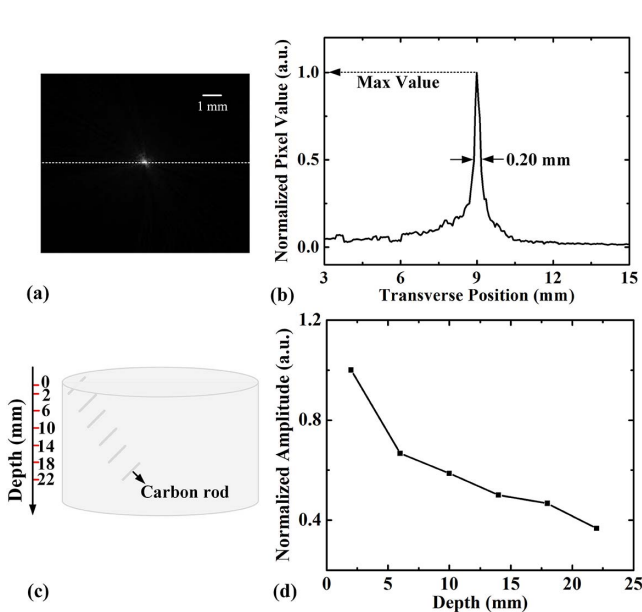 1 mm
(a)
Normalized Pixel Value (a.u.)
1.0
0.5
0.0
Max Value
0.20 mm
3 6 9 12 15
Transverse Position (mm)
(b)
Depth (mm)
0
2
6
10
14
18
22
Carbon rod
(c)
Normalized Amplitude (a.u.)
1.2
0.8
0.4
0 5 10 15 20 25
Depth (mm)
(d)